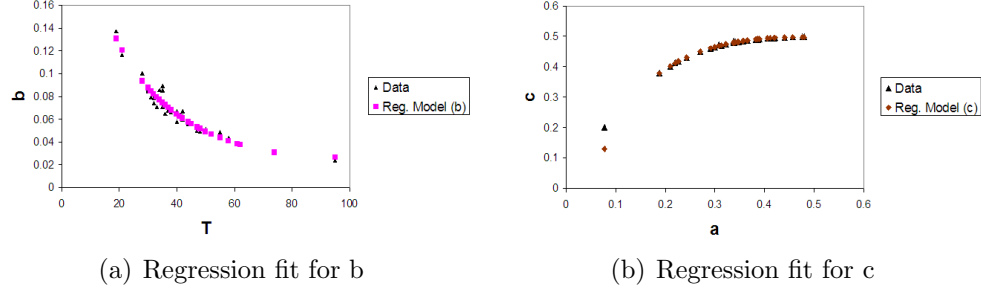 0.16
0.14
0.12
0.1
0.08
0.06
0.04
0.02
0
b
0 20 40 60 80 100
T
Data
Reg. Model (b)
(a) Regression fit for b
0.6
0.5
0.4
0.3
0.2
0.1
0
c
0 0.1 0.2 0.3 0.4 0.5 0.6
a
Data
Reg. Model (c)
(b) Regression fit for c